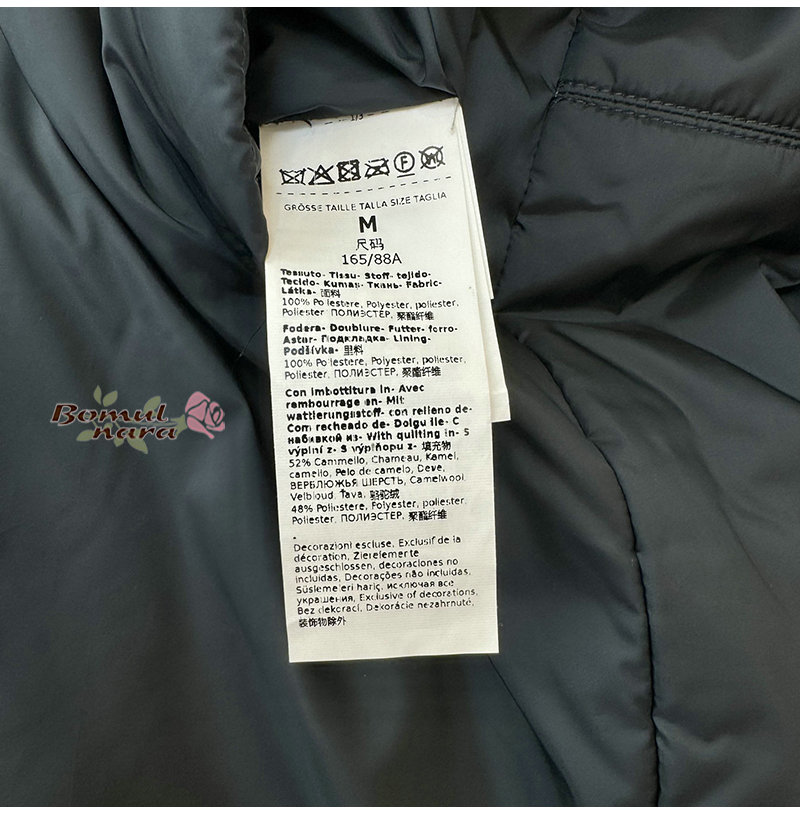 1/3
F
W
GRÖSSE TAILLE TALLA SIZE TAGLIA
M
尺码
165/88A
Tessuto- Tissu- Stoff- tejido-
Tecido- Kumaş- Ткань- Fabric-
Látka- 面料
100% Poliestere, Polyester, poliester,
Poliester, ПОЛИЭСТЕР, 聚酯纤维
Fodera- Doublure- Futter- forro-
Astar- Подкладка- Lining-
Podšívka- 里料
100% Poliestere, Polyester, poliester,
Poliester, ПОЛИЭСТЕР, 聚酯纤维
Con imbottitura in- Avec
rembourrage en- Mit
wattierungsstoff- con relleno de-
Com recheado de- Dolgu ile- С
набивкой из- With quilting in- S
výplní z- S výplňou z- 填充物
52% Cammello, Chameau, Kamel,
camello, Pelo de camelo, Deve,
ВЕРБЛЮЖЬЯ ШЕРСТЬ, Camelwool,
Velbloud, Ťava, 骆驼绒
48% Poliestere, Polyester, poliester,
Poliester, ПОЛИЭСТЕР, 聚酯纤维
.
Decorazioni escluse, Exclusif de la
décoration, Zierelemente
ausgeschlossen, decoraciones no
incluidas, Decorações não incluidas,
Süslemeleri hariç, исключая все
украшения, Exclusive of decorations,
Bez dekorací, Dekorácie nezahrnuté,
装饰物除外
Bomul
nara